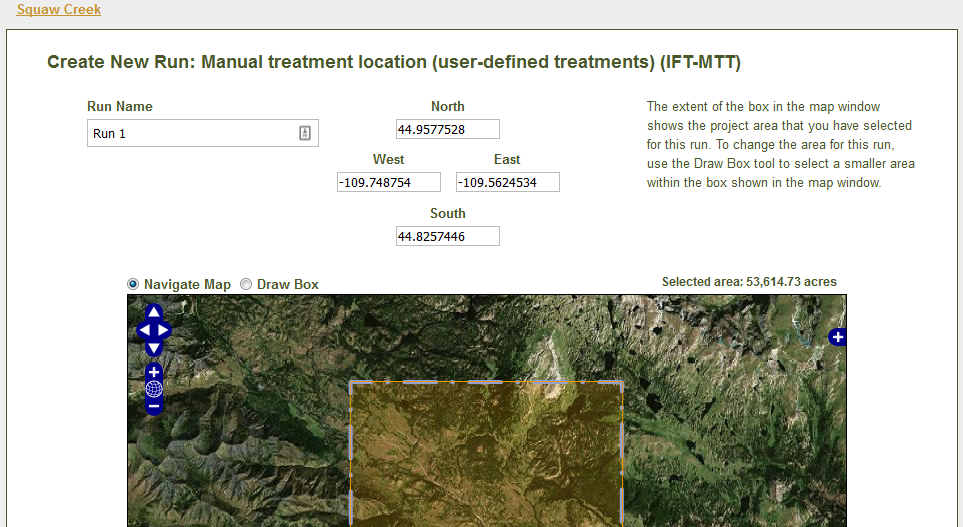 Squaw Creek
Create New Run: Manual treatment location (user-defined treatments) (IFT-MTT)
Run Name
Run 1
North
44.9577528
West
East
-109.748754
-109.5624534
South
44.8257446
The extent of the box in the map window
shows the project area that you have selected
for this run. To change the area for this run,
use the Draw Box tool to select a smaller area
within the box shown in the map window.
Navigate Map
Draw Box
Selected area: 53,614.73 acres